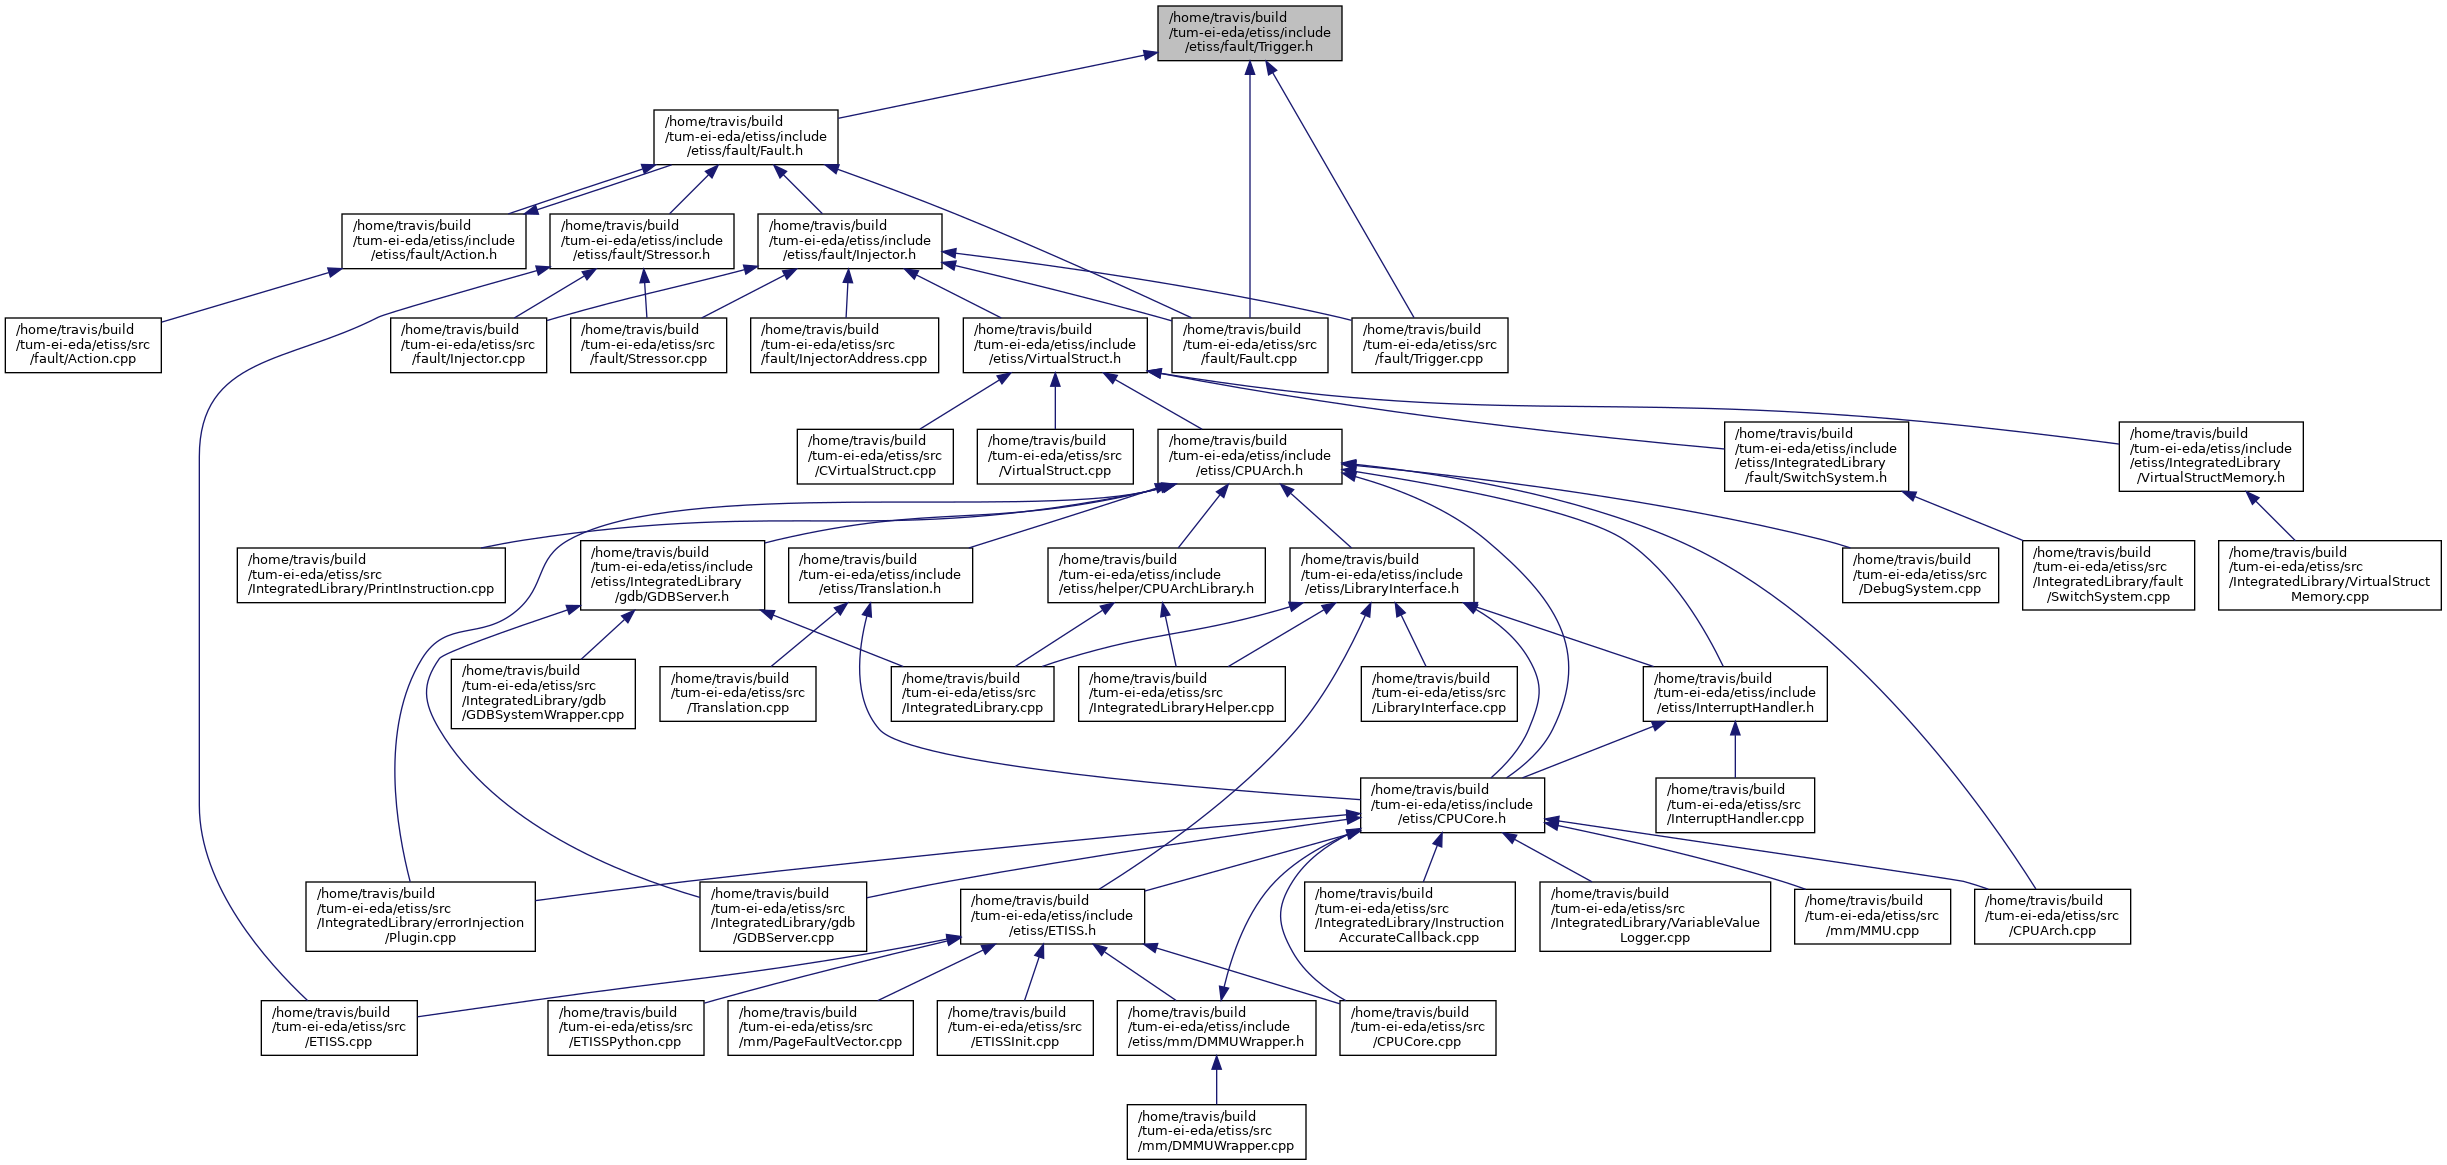 /home/travis/build
/tum-ei-eda/etiss/include
/etiss/fault/Trigger.h
/home/travis/build
/tum-ei-eda/etiss/include
/etiss/fault/Fault.h
/home/travis/build
/tum-ei-eda/etiss/include
/etiss/fault/Action.h
/home/travis/build
/tum-ei-eda/etiss/include
/etiss/fault/Stressor.h
/home/travis/build
/tum-ei-eda/etiss/include
/etiss/fault/Injector.h
/home/travis/build
/tum-ei-eda/etiss/src
/fault/Action.cpp
/home/travis/build
/tum-ei-eda/etiss/src
/fault/Injector.cpp
/home/travis/build
/tum-ei-eda/etiss/src
/fault/Stressor.cpp
/home/travis/build
/tum-ei-eda/etiss/src
/fault/InjectorAddress.cpp
/home/travis/build
/tum-ei-eda/etiss/include
/etiss/VirtualStruct.h
/home/travis/build
/tum-ei-eda/etiss/src
/fault/Fault.cpp
/home/travis/build
/tum-ei-eda/etiss/src
/fault/Trigger.cpp
/home/travis/build
/tum-ei-eda/etiss/src
/CVirtualStruct.cpp
/home/travis/build
/tum-ei-eda/etiss/src
/VirtualStruct.cpp
/home/travis/build
/tum-ei-eda/etiss/include
/etiss/CPUArch.h
/home/travis/build
/tum-ei-eda/etiss/include
/etiss/IntegratedLibrary
/fault/SwitchSystem.h
/home/travis/build
/tum-ei-eda/etiss/include
/etiss/IntegratedLibrary
/VirtualStructMemory.h
/home/travis/build
/tum-ei-eda/etiss/src
/IntegratedLibrary/PrintInstruction.cpp
/home/travis/build
/tum-ei-eda/etiss/include
/etiss/IntegratedLibrary
/gdb/GDBServer.h
/home/travis/build
/tum-ei-eda/etiss/include
/etiss/Translation.h
/home/travis/build
/tum-ei-eda/etiss/include
/etiss/helper/CPUArchLibrary.h
/home/travis/build
/tum-ei-eda/etiss/include
/etiss/LibraryInterface.h
/home/travis/build
/tum-ei-eda/etiss/src
/DebugSystem.cpp
/home/travis/build
/tum-ei-eda/etiss/src
/IntegratedLibrary/fault
/SwitchSystem.cpp
/home/travis/build
/tum-ei-eda/etiss/src
/IntegratedLibrary/VirtualStruct
Memory.cpp
/home/travis/build
/tum-ei-eda/etiss/src
/IntegratedLibrary/gdb
/GDBSystemWrapper.cpp
/home/travis/build
/tum-ei-eda/etiss/src
/Translation.cpp
/home/travis/build
/tum-ei-eda/etiss/src
/IntegratedLibrary.cpp
/home/travis/build
/tum-ei-eda/etiss/src
/IntegratedLibraryHelper.cpp
/home/travis/build
/tum-ei-eda/etiss/src
/LibraryInterface.cpp
/home/travis/build
/tum-ei-eda/etiss/include
/etiss/InterruptHandler.h
/home/travis/build
/tum-ei-eda/etiss/include
/etiss/CPUCore.h
/home/travis/build
/tum-ei-eda/etiss/src
/InterruptHandler.cpp
/home/travis/build
/tum-ei-eda/etiss/src
/IntegratedLibrary/errorInjection
/Plugin.cpp
/home/travis/build
/tum-ei-eda/etiss/src
/IntegratedLibrary/gdb
/GDBServer.cpp
/home/travis/build
/tum-ei-eda/etiss/include
/etiss/ETISS.h
/home/travis/build
/tum-ei-eda/etiss/src
/IntegratedLibrary/Instruction
AccurateCallback.cpp
/home/travis/build
/tum-ei-eda/etiss/src
/IntegratedLibrary/VariableValue
Logger.cpp
/home/travis/build
/tum-ei-eda/etiss/src
/mm/MMU.cpp
/home/travis/build
/tum-ei-eda/etiss/src
/CPUArch.cpp
/home/travis/build
/tum-ei-eda/etiss/src
/ETISS.cpp
/home/travis/build
/tum-ei-eda/etiss/src
/ETISSPython.cpp
/home/travis/build
/tum-ei-eda/etiss/src
/mm/PageFaultVector.cpp
/home/travis/build
/tum-ei-eda/etiss/src
/ETISSInit.cpp
/home/travis/build
/tum-ei-eda/etiss/include
/etiss/mm/DMMUWrapper.h
/home/travis/build
/tum-ei-eda/etiss/src
/CPUCore.cpp
/home/travis/build
/tum-ei-eda/etiss/src
/mm/DMMUWrapper.cpp